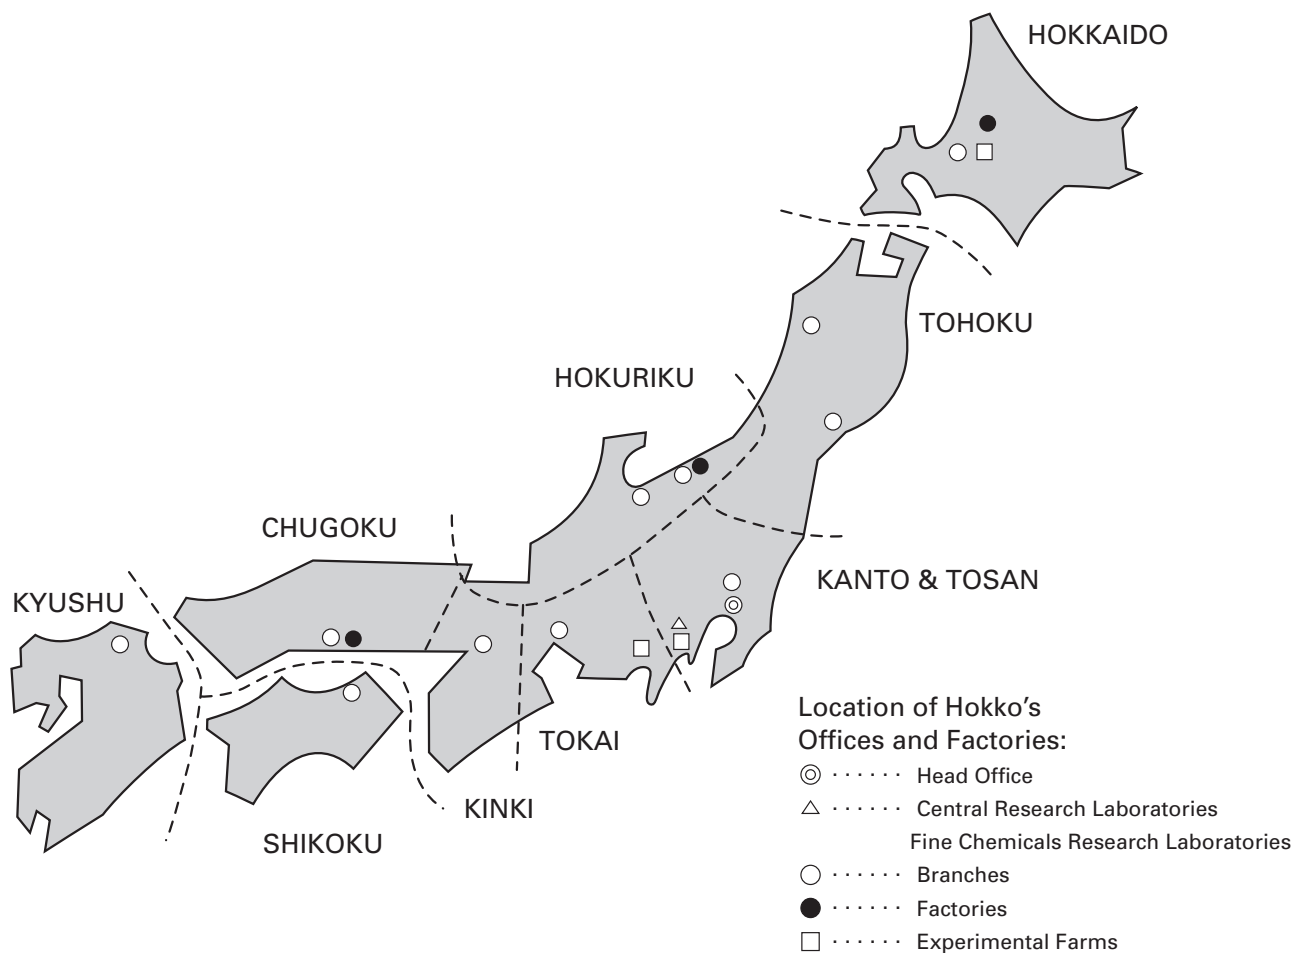 HOKKAIDO
TOHOKU
HOKURIKU
CHUGOKU
KANTO & TOSAN
KYUSHU
TOKAI
KINKI
SHIKOKU
Location of Hokko’s
Offices and Factories:
······ Head Office
······ Central Research Laboratories
Fine Chemicals Research Laboratories
······ Branches
······ Factories
······ Experimental Farms